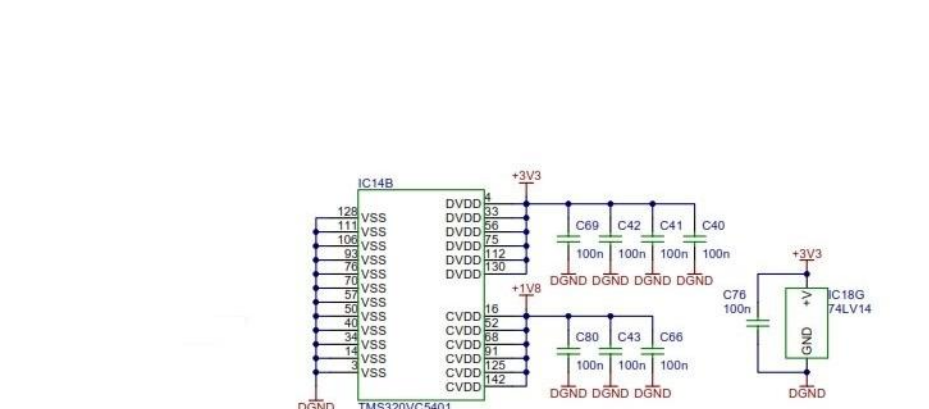 IC14B
+3V3
128 VSS DVDD 4
111 VSS DVDD 33
106 VSS DVDD 56
93 VSS DVDD 75
76 VSS DVDD 112
70 VSS DVDD 130
57 VSS
50 VSS CVDD 16
40 VSS CVDD 52
34 VSS CVDD 68
14 VSS CVDD 91
3 VSS CVDD 125
CVDD 142
TMS320VC5401
DGND
C69 C42 C41 C40
100n 100n 100n 100n
DGND DGND DGND DGND
+1V8
C80 C43 C66
100n 100n 100n
DGND DGND DGND
+3V3
C76
100n
+V
GND
IC18G
74LV14
DGND